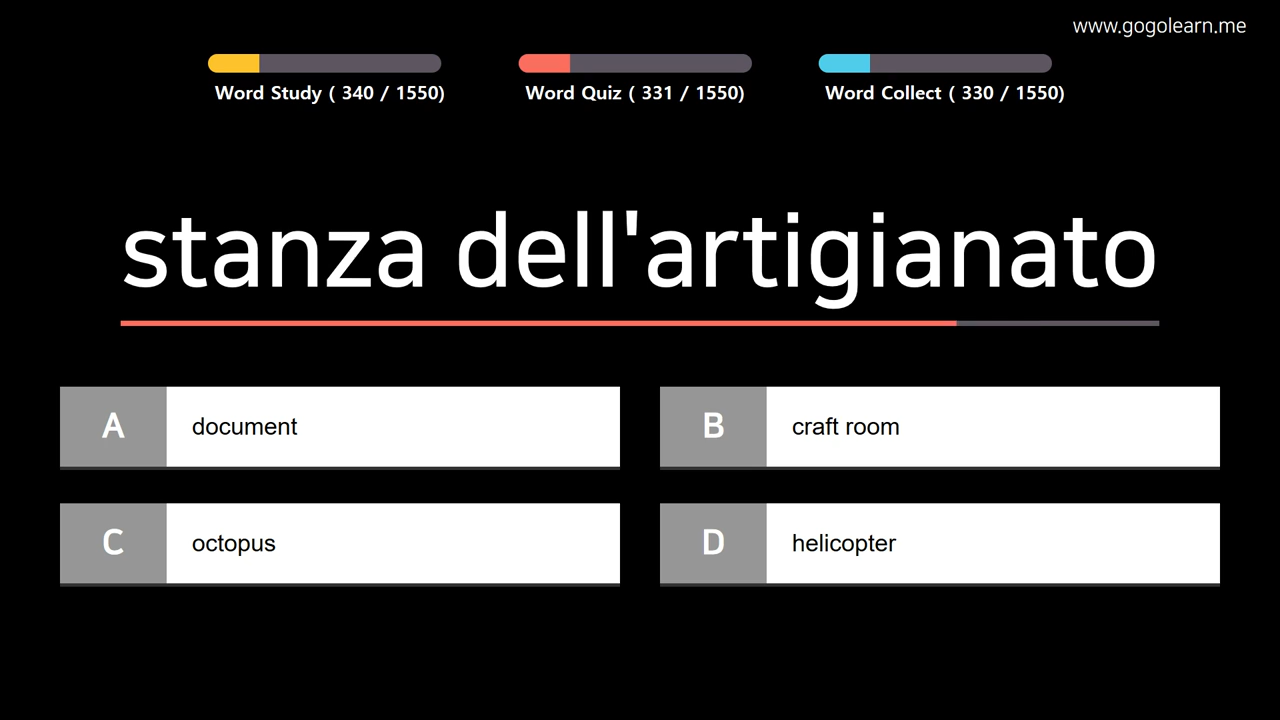 www.gogolearn.me
Word Study ( 340 / 1550)
Word Quiz ( 331 / 1550)
Word Collect ( 330 / 1550)
stanza dell'artigianato
A
document
B
craft room
C
octopus
D
helicopter